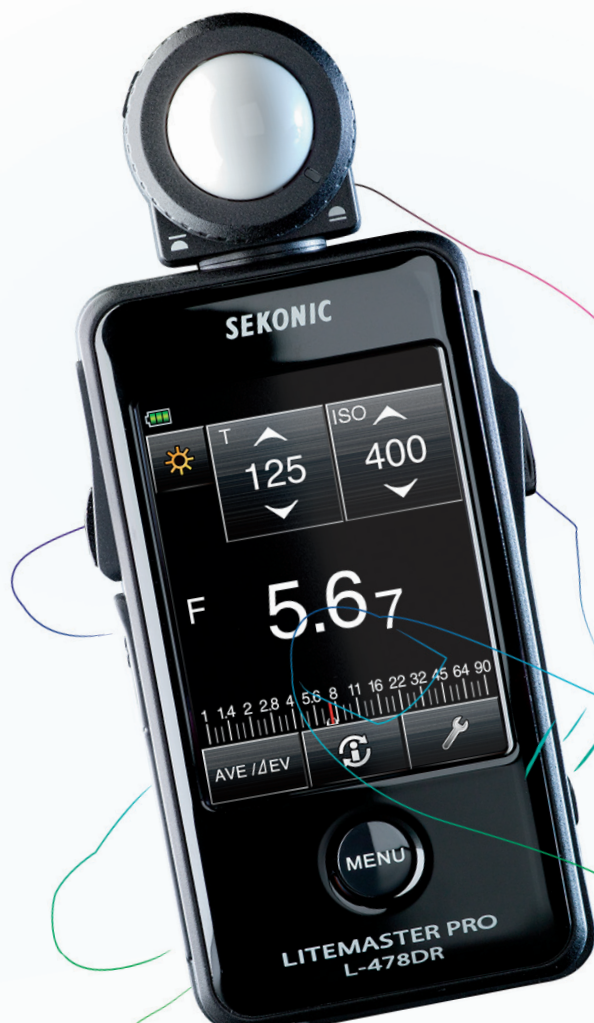 SEKONIC
T ISO
125 400
F 5.67
1 1.4 2 2.8 4 5.6 8 11 16 22 32 45 64 90
AVE/⊿EV
MENU
LITEMASTER PRO
L-478DR